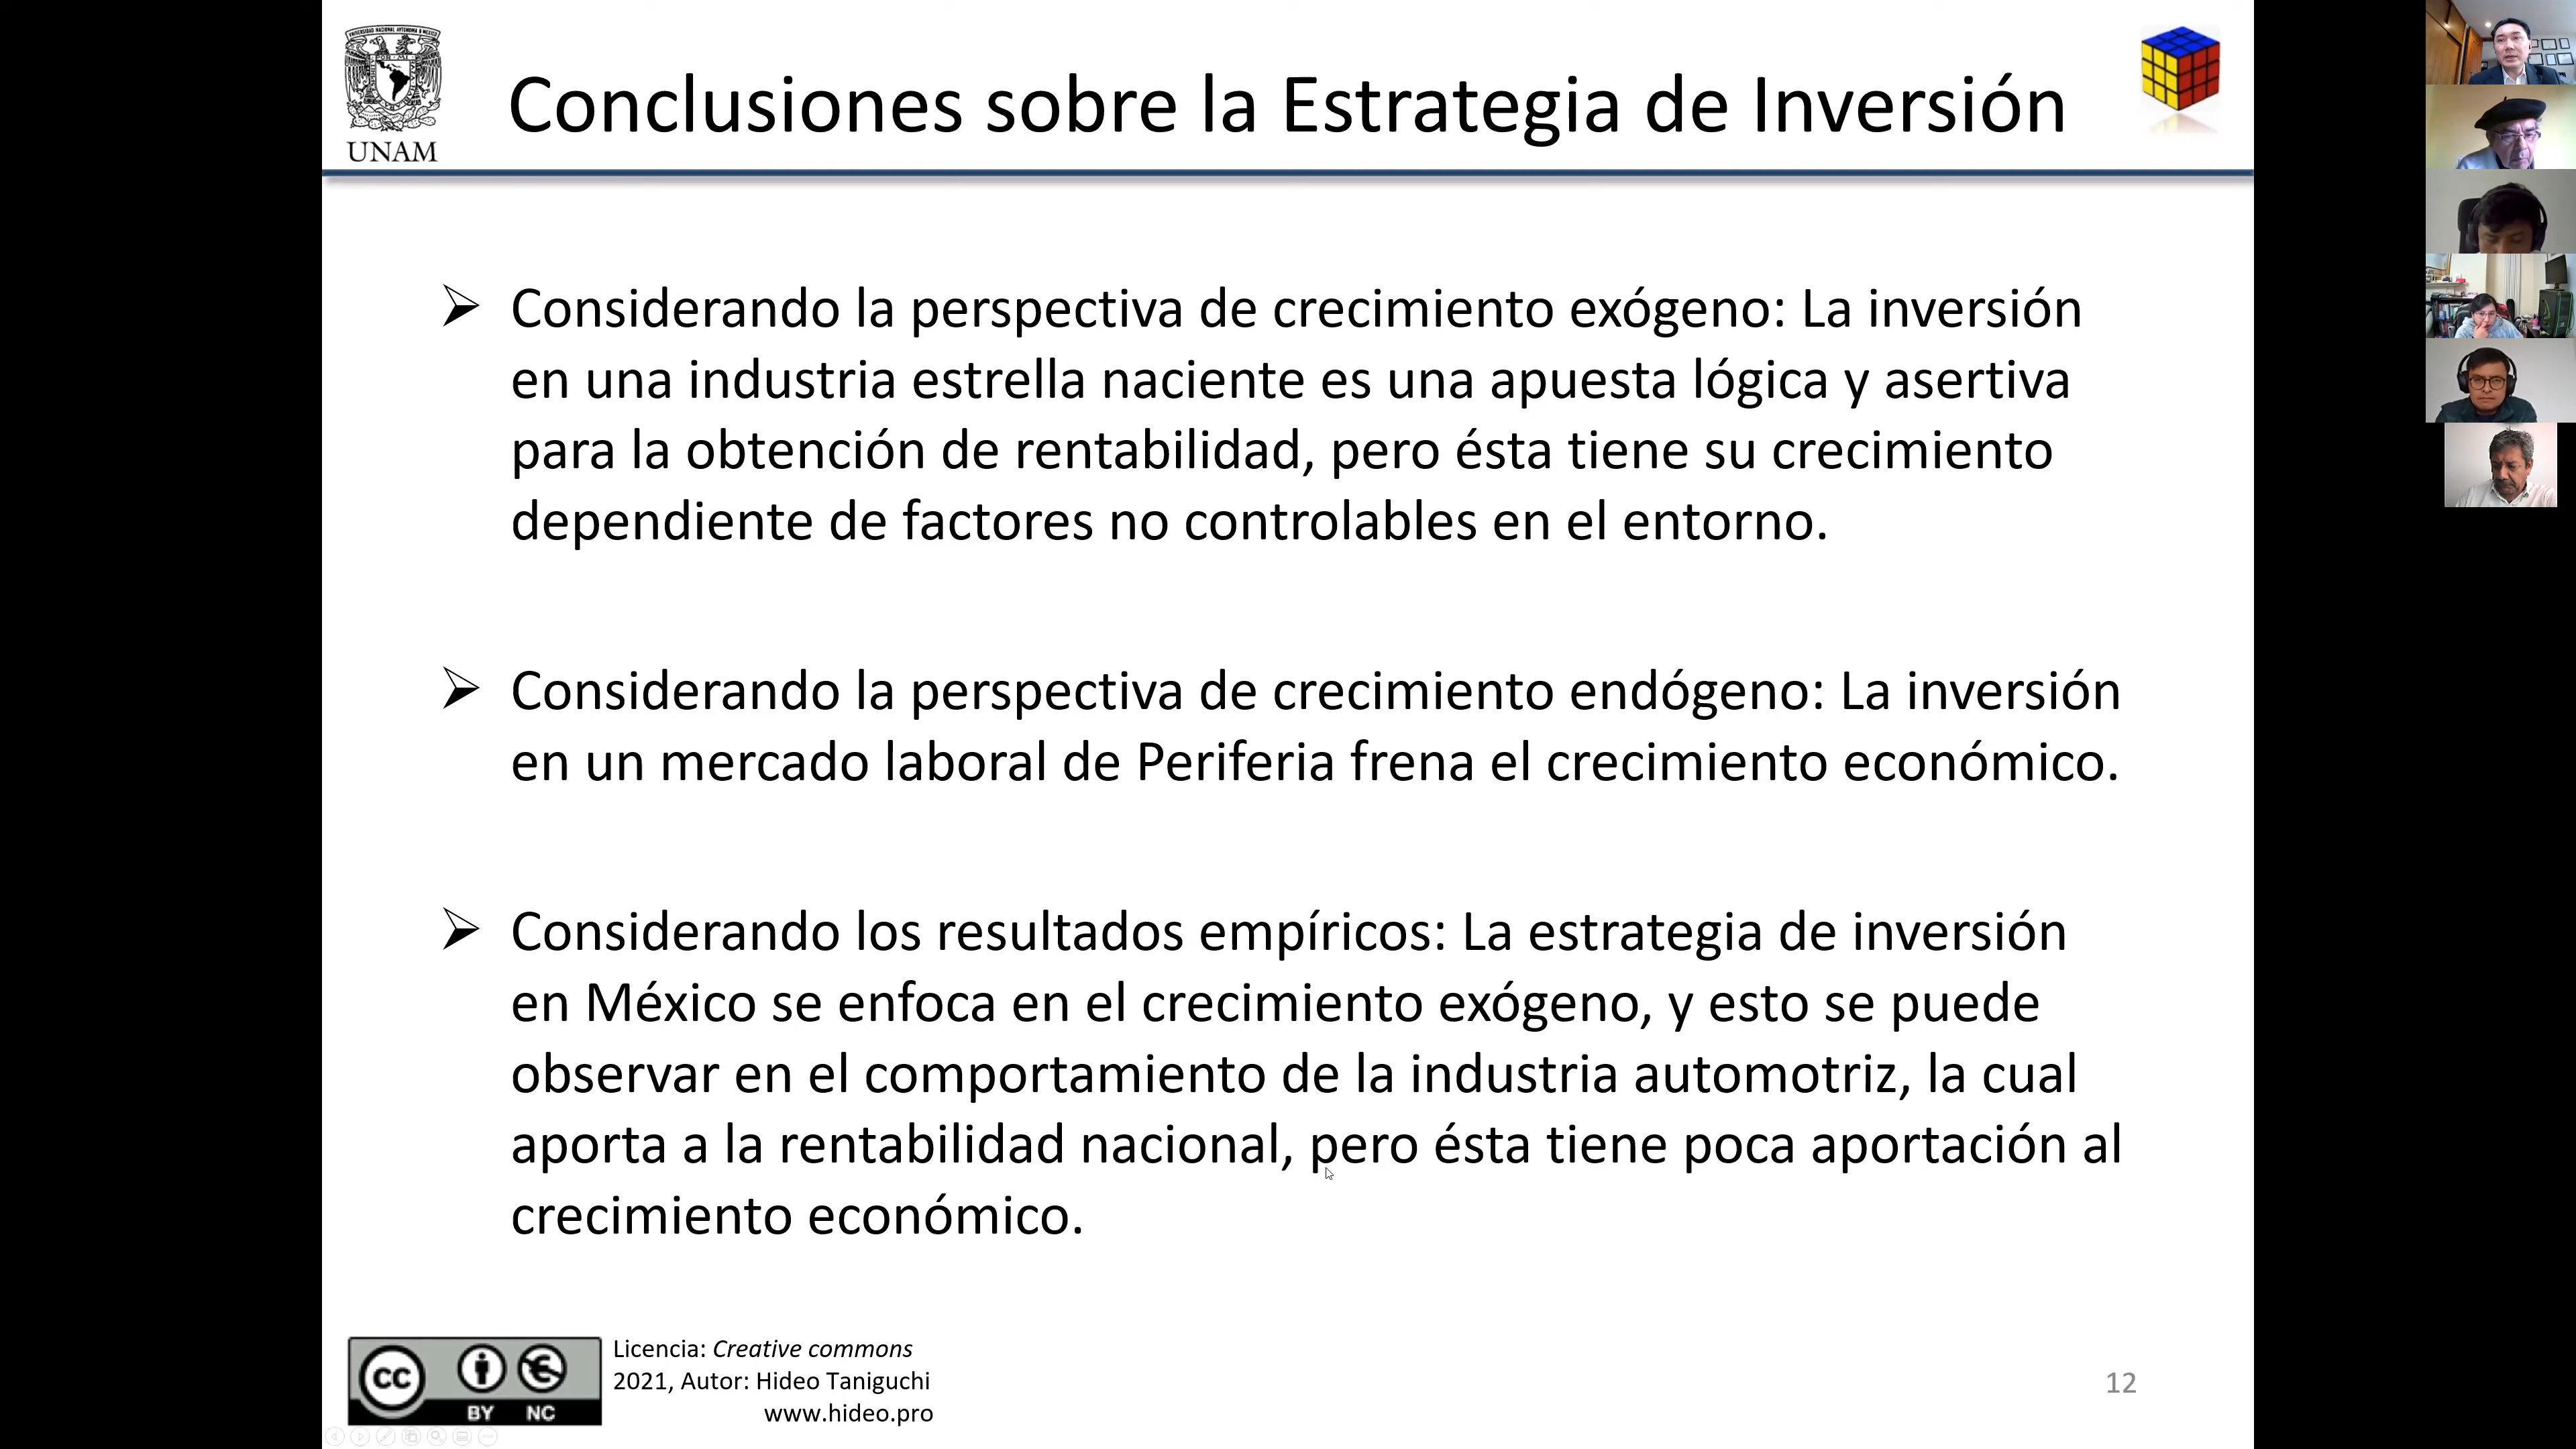 UNAM
Conclusiones sobre la Estrategia de Inversión
➢ Considerando la perspectiva de crecimiento exógeno: La inversión
en una industria estrella naciente es una apuesta lógica y asertiva
para la obtención de rentabilidad, pero ésta tiene su crecimiento
dependiente de factores no controlables en el entorno.
➢ Considerando la perspectiva de crecimiento endógeno: La inversión
en un mercado laboral de Periferia frena el crecimiento económico.
➢ Considerando los resultados empíricos: La estrategia de inversión
en México se enfoca en el crecimiento exógeno, y esto se puede
observar en el comportamiento de la industria automotriz, la cual
aporta a la rentabilidad nacional, pero ésta tiene poca aportación al
crecimiento económico.
cc
BY NC
Licencia: Creative commons
2021, Autor: Hideo Taniguchi
www.hideo.pro
12